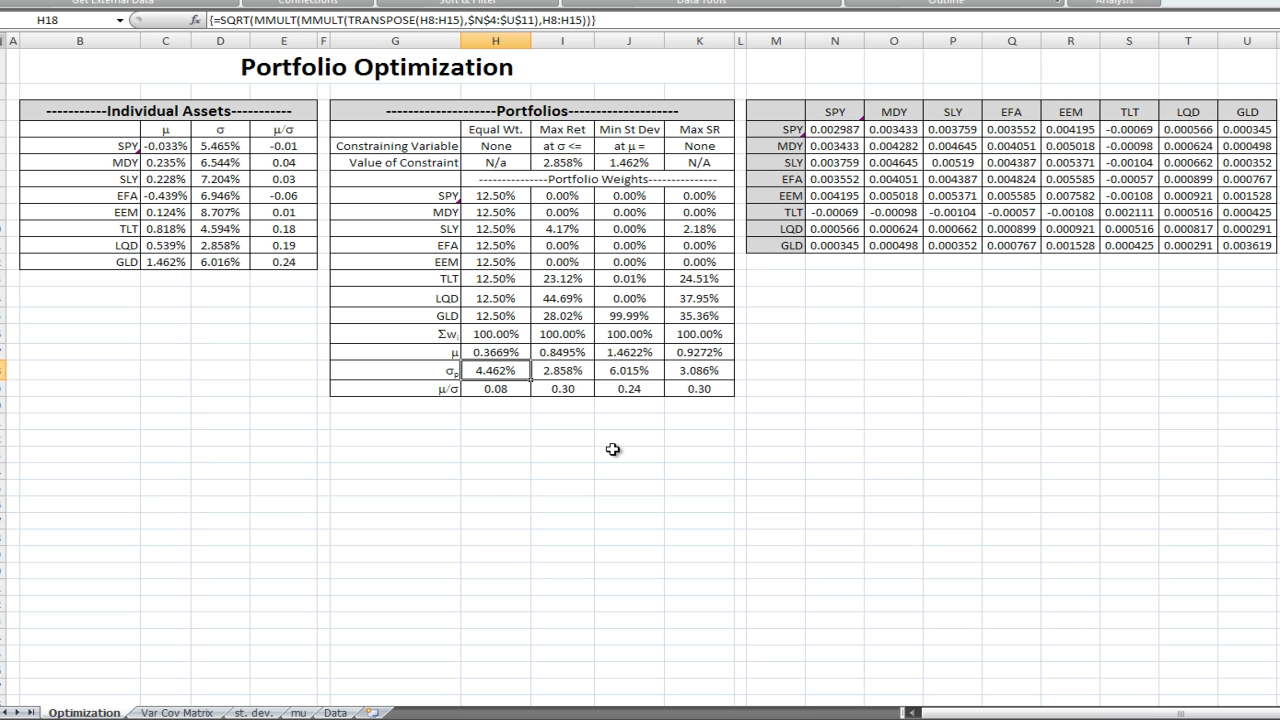 Get External Data Connections Sort & Filter Data Tools Outline Analysis
H18 fx {=SQRT(MMULT(MMULT(TRANSPOSE(H8:H15),$N$4:$U$11),H8:H15))}
A B C D E F G H I J K L M N O P Q R S T U
Portfolio Optimization
-----------Individual Assets----------- --------------------Portfolios-------------------- SPY MDY SLY EFA EEM TLT LQD GLD
μ σ μ/σ Equal Wt. Max Ret Min St Dev Max SR SPY 0.002987 0.003433 0.003759 0.003552 0.004195 -0.00069 0.000566 0.000345
SPY -0.033% 5.465% -0.01 Constraining Variable None at σ <= at μ = None MDY 0.003433 0.004282 0.004645 0.004051 0.005018 -0.00098 0.000624 0.000498
MDY 0.235% 6.544% 0.04 Value of Constraint N/a 2.858% 1.462% N/A SLY 0.003759 0.004645 0.00519 0.004387 0.005371 -0.00104 0.000662 0.000352
SLY 0.228% 7.204% 0.03 ---------------Portfolio Weights--------------- EFA 0.003552 0.004051 0.004387 0.004824 0.005585 -0.00057 0.000899 0.000767
EFA -0.439% 6.946% -0.06 SPY 12.50% 0.00% 0.00% 0.00% EEM 0.004195 0.005018 0.005371 0.005585 0.007582 -0.00108 0.000921 0.001528
EEM 0.124% 8.707% 0.01 MDY 12.50% 0.00% 0.00% 0.00% TLT -0.00069 -0.00098 -0.00104 -0.00057 -0.00108 0.002111 0.000516 0.000425
TLT 0.818% 4.594% 0.18 SLY 12.50% 4.17% 0.00% 2.18% LQD 0.000566 0.000624 0.000662 0.000899 0.000921 0.000516 0.000817 0.000291
LQD 0.539% 2.858% 0.19 EFA 12.50% 0.00% 0.00% 0.00% GLD 0.000345 0.000498 0.000352 0.000767 0.001528 0.000425 0.000291 0.003619
GLD 1.462% 6.016% 0.24 EEM 12.50% 0.00% 0.00% 0.00%
TLT 12.50% 23.12% 0.01% 24.51%
LQD 12.50% 44.69% 0.00% 37.95%
GLD 12.50% 28.02% 99.99% 35.36%
Σwᵢ 100.00% 100.00% 100.00% 100.00%
μ 0.3669% 0.8495% 1.4622% 0.9272%
σₚ 4.462% 2.858% 6.015% 3.086%
μ/σ 0.08 0.30 0.24 0.30
Optimization Var Cov Matrix st. dev. mu Data